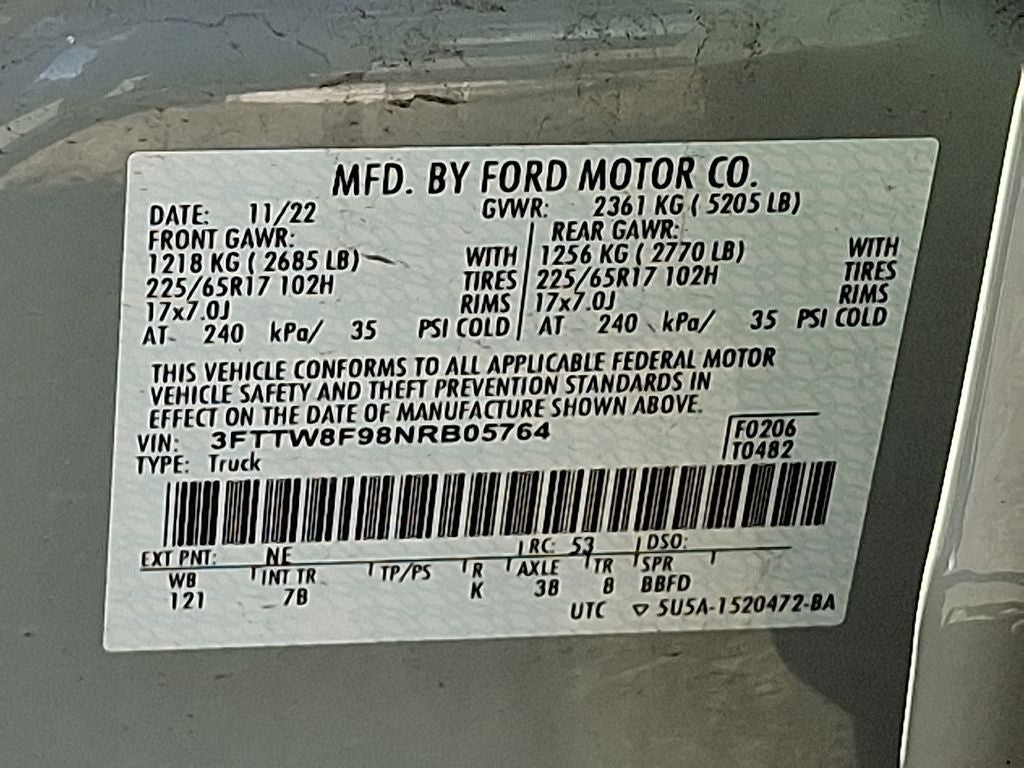 MFD. BY FORD MOTOR CO.
DATE: 11/22 GVWR: 2361 KG ( 5205 LB)
FRONT GAWR: REAR GAWR:
1218 KG ( 2685 LB) WITH 1256 KG ( 2770 LB) WITH
225/65R17 102H TIRES 225/65R17 102H TIRES
17x7.0J RIMS 17x7.0J RIMS
AT 240 kPa/ 35 PSI COLD AT 240 kPa/ 35 PSI COLD
THIS VEHICLE CONFORMS TO ALL APPLICABLE FEDERAL MOTOR
VEHICLE SAFETY AND THEFT PREVENTION STANDARDS IN
EFFECT ON THE DATE OF MANUFACTURE SHOWN ABOVE.
VIN: 3FTTW8F98NRB05764 F0206
TYPE: Truck T0482
EXT PNT: NE RC: 53 DSO:
WB INT TR TP/PS R AXLE TR SPR
121 7B K 38 8 BBFD
UTC ▽ 5U5A-1520472-BA